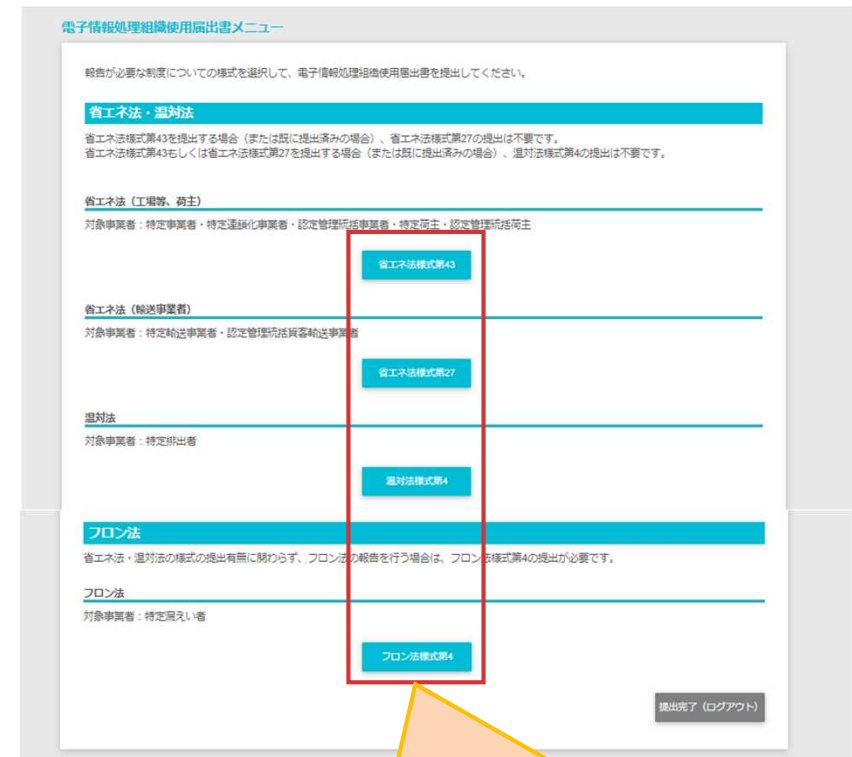 電子情報処理組織使用届出書メニュー
報告が必要な制度についての様式を選択して、電子情報処理組織使用届出書を提出してください。
省エネ法・温対法
省エネ法様式第43を提出する場合（または既に提出済みの場合）、省エネ法様式第27の提出は不要です。
省エネ法様式第43もしくは省エネ法様式第27を提出する場合（または既に提出済みの場合）、温対法様式第4の提出は不要です。
省エネ法（工場等、荷主）
対象事業者：特定事業者・特定連鎖化事業者・認定管理統括事業者・特定荷主・認定管理統括荷主
省エネ法様式第43
省エネ法（輸送事業者）
対象事業者：特定輸送事業者・認定管理統括貨客輸送事業者
省エネ法様式第27
温対法
対象事業者：特定排出者
温対法様式第4
フロン法
省エネ法・温対法の様式の提出有無に関わらず、フロン法の報告を行う場合は、フロン法様式第4の提出が必要です。
フロン法
対象事業者：特定漏えい者
フロン法様式第4
提出完了（ログアウト）